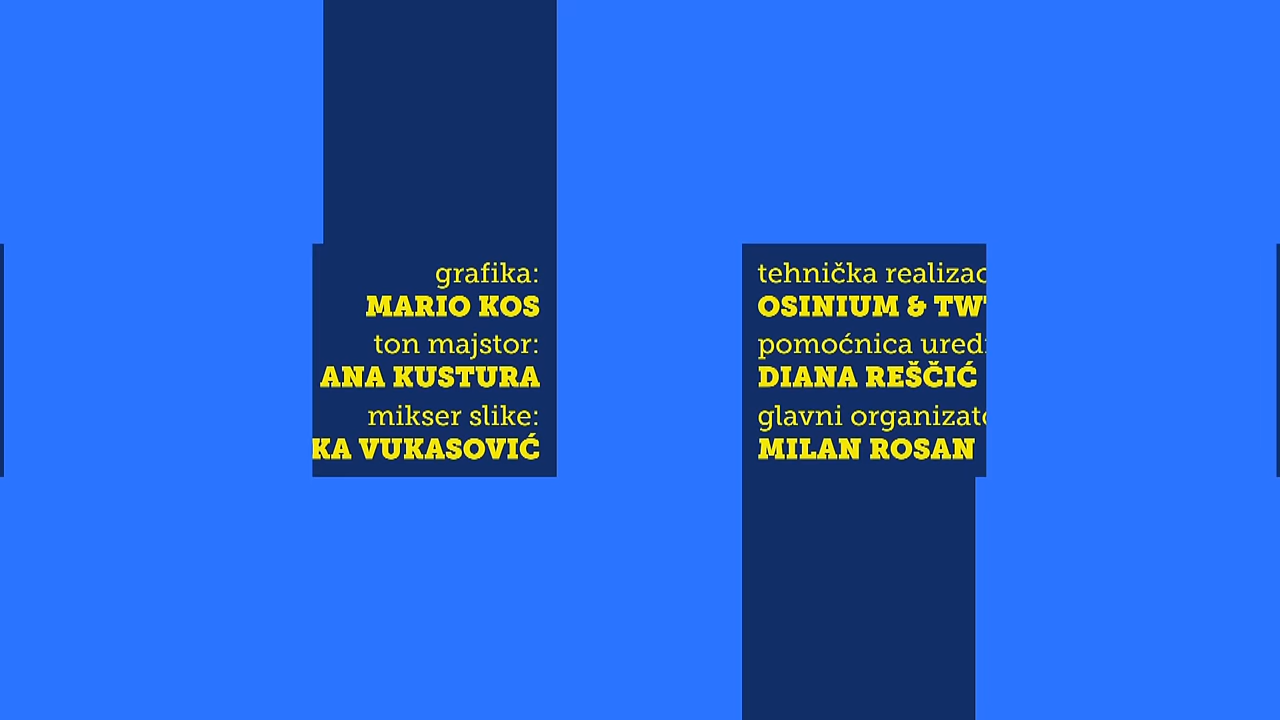 grafika:
MARIO KOS
ton majstor:
ANA KUSTURA
mikser slike:
KA VUKASOVIĆ
tehnička realizac
OSINIUM & TW
pomoćnica ured
DIANA REŠČIĆ
glavni organizato
MILAN ROSAN